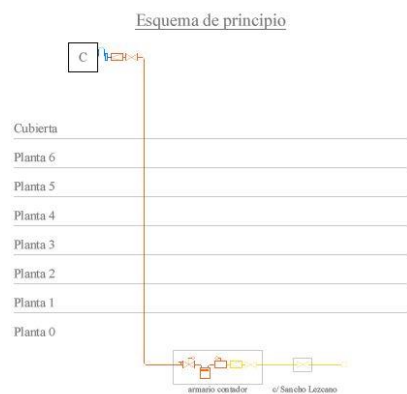 Esquema de principio
C
Cubierta
Planta 6
Planta 5
Planta 4
Planta 3
Planta 2
Planta 1
Planta 0
armario contador
c/ Sancho Lezcano